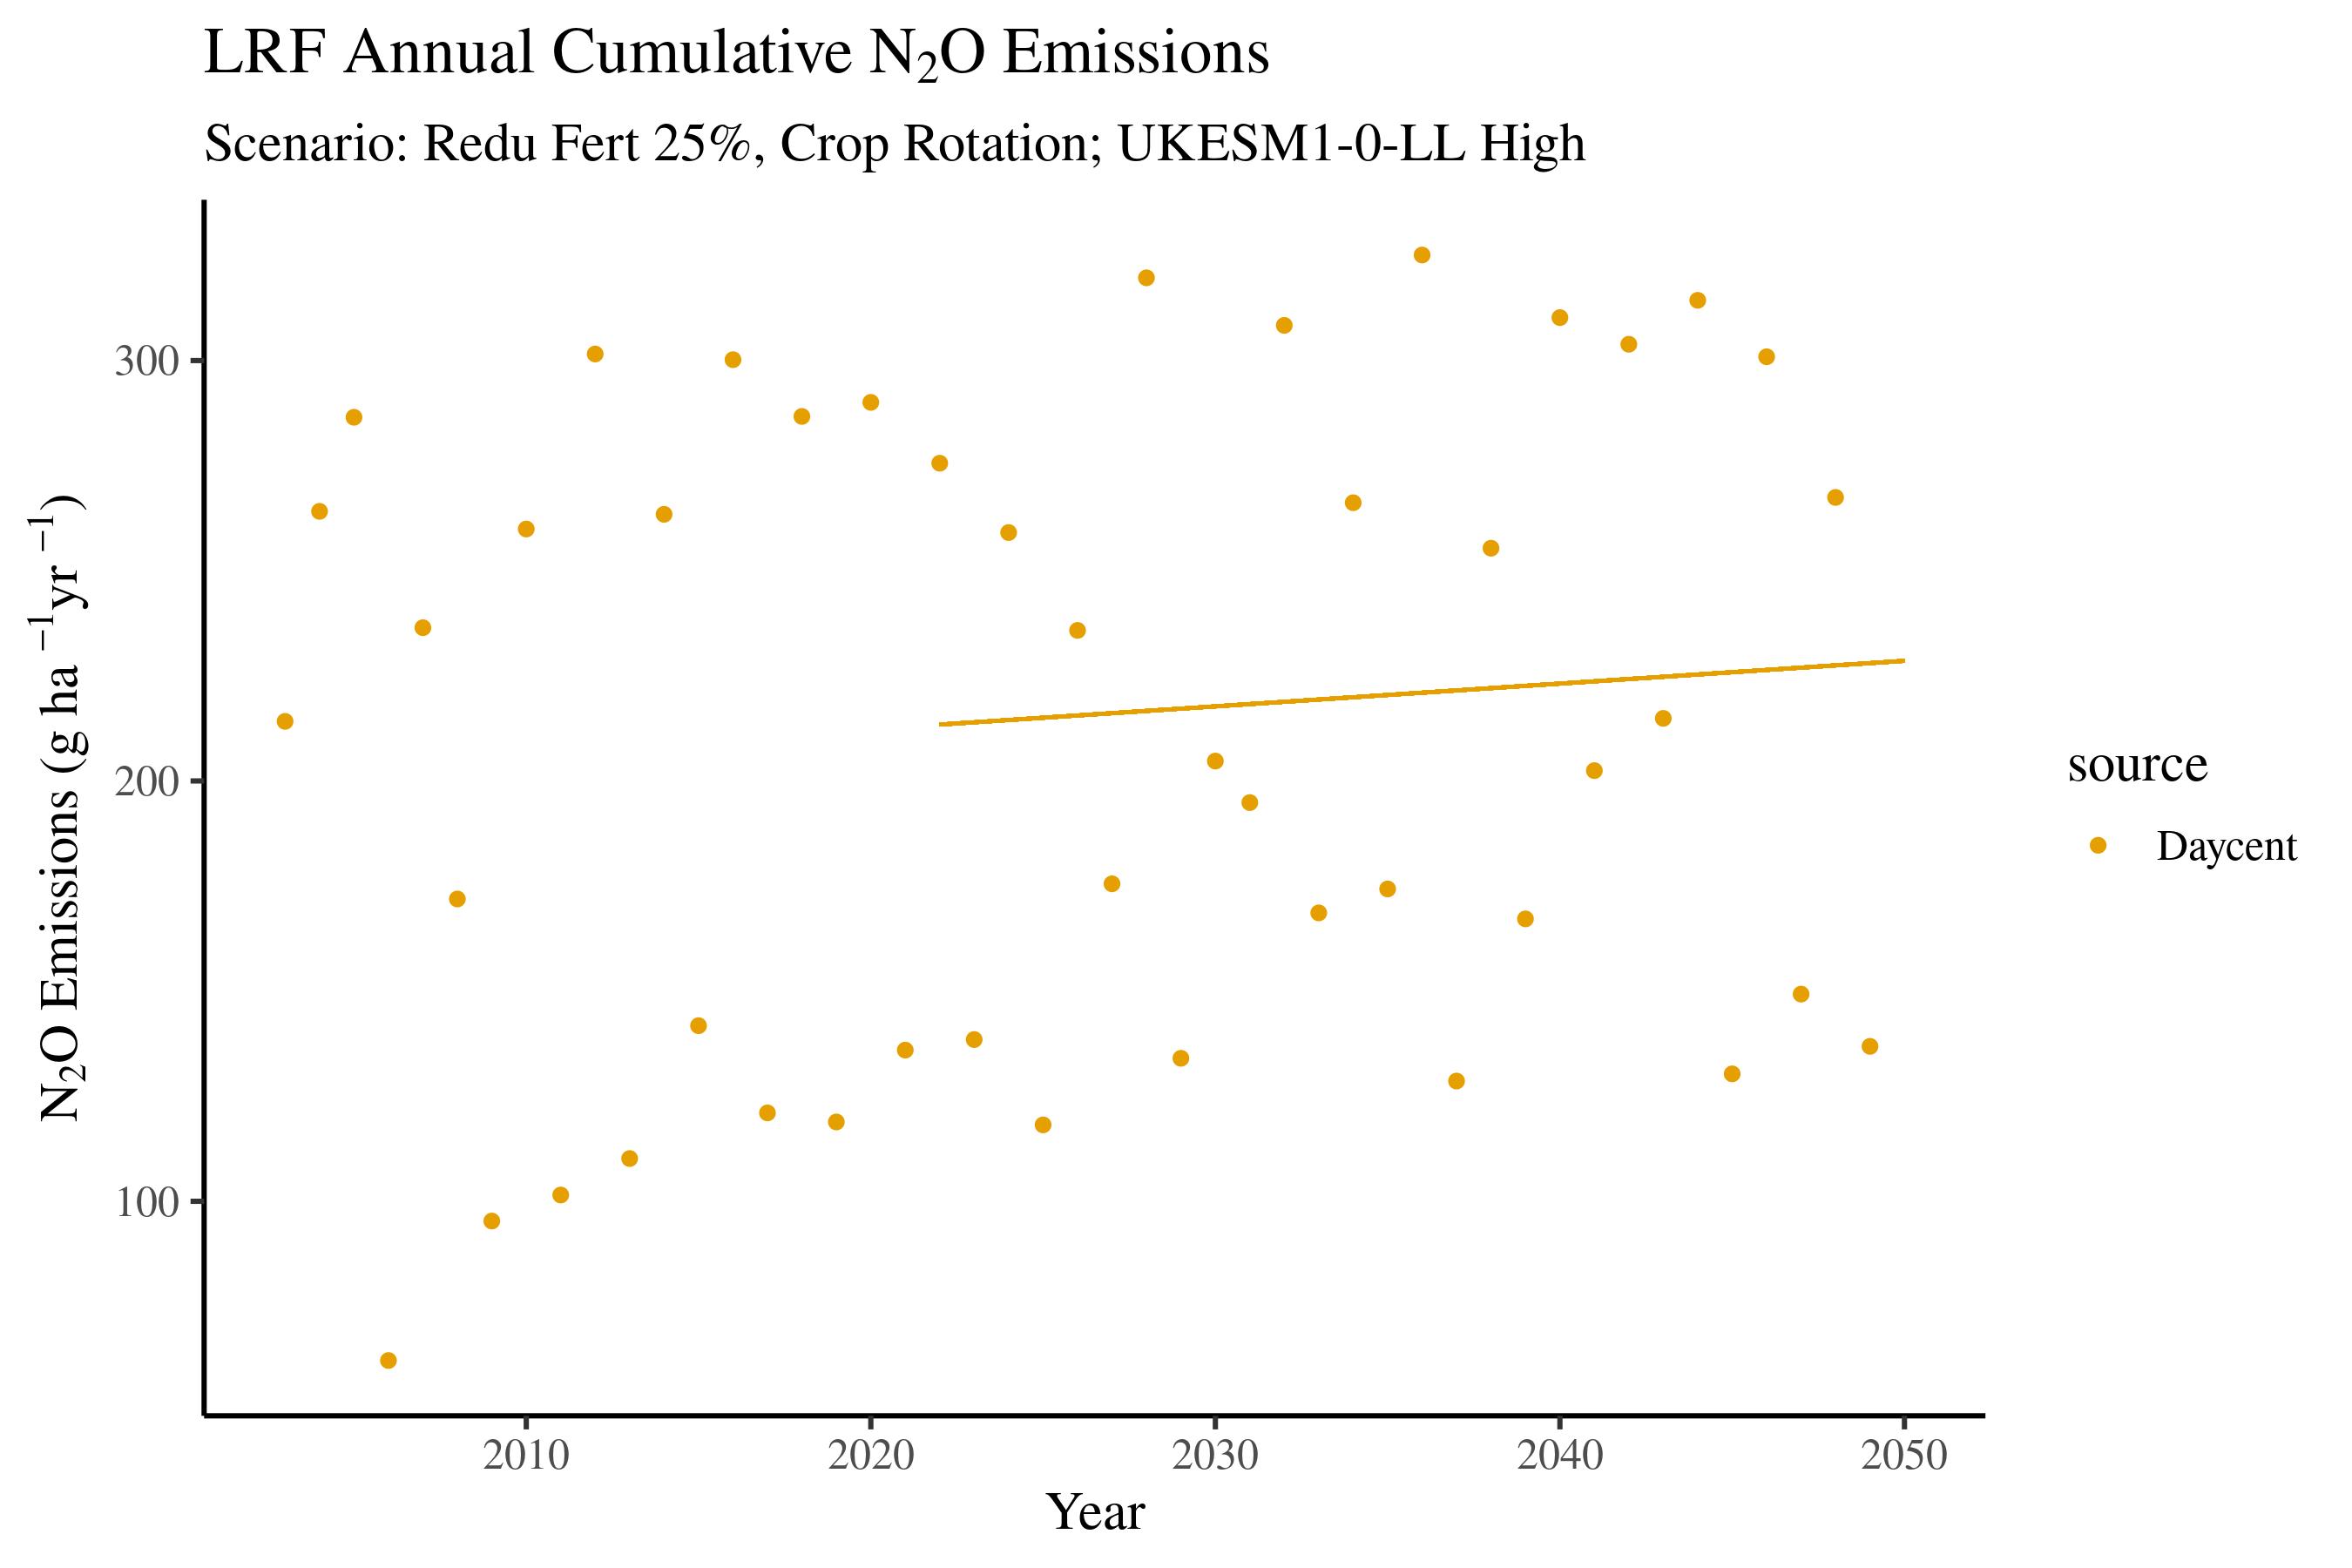 LRF Annual Cumulative N₂O Emissions
Scenario: Redu Fert 25%, Crop Rotation; UKESM1-0-LL High
N₂O Emissions (g ha ⁻¹yr ⁻¹)
300
200
100
2010 2020 2030 2040 2050
Year
source
Daycent